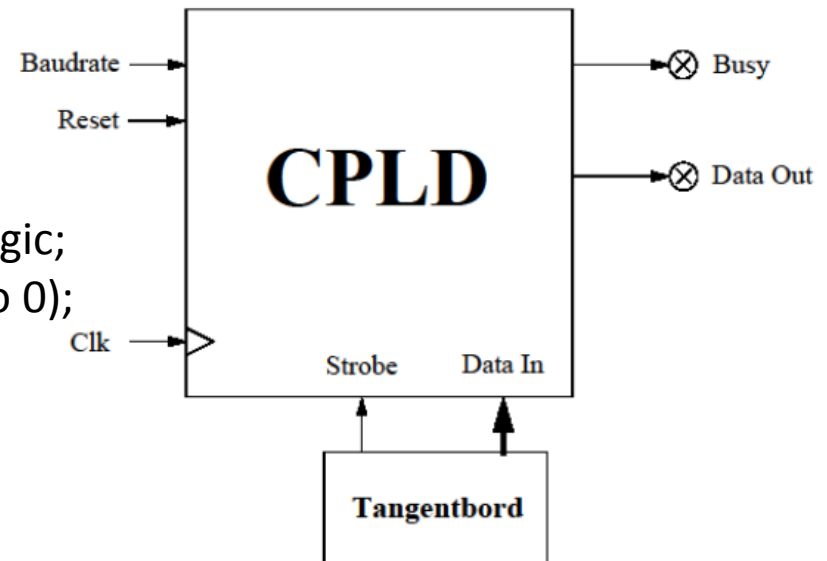 Baudrate
Busy
Reset
CPLD
Data Out
gic;
o 0);
Clk
Strobe Data In
Tangentbord